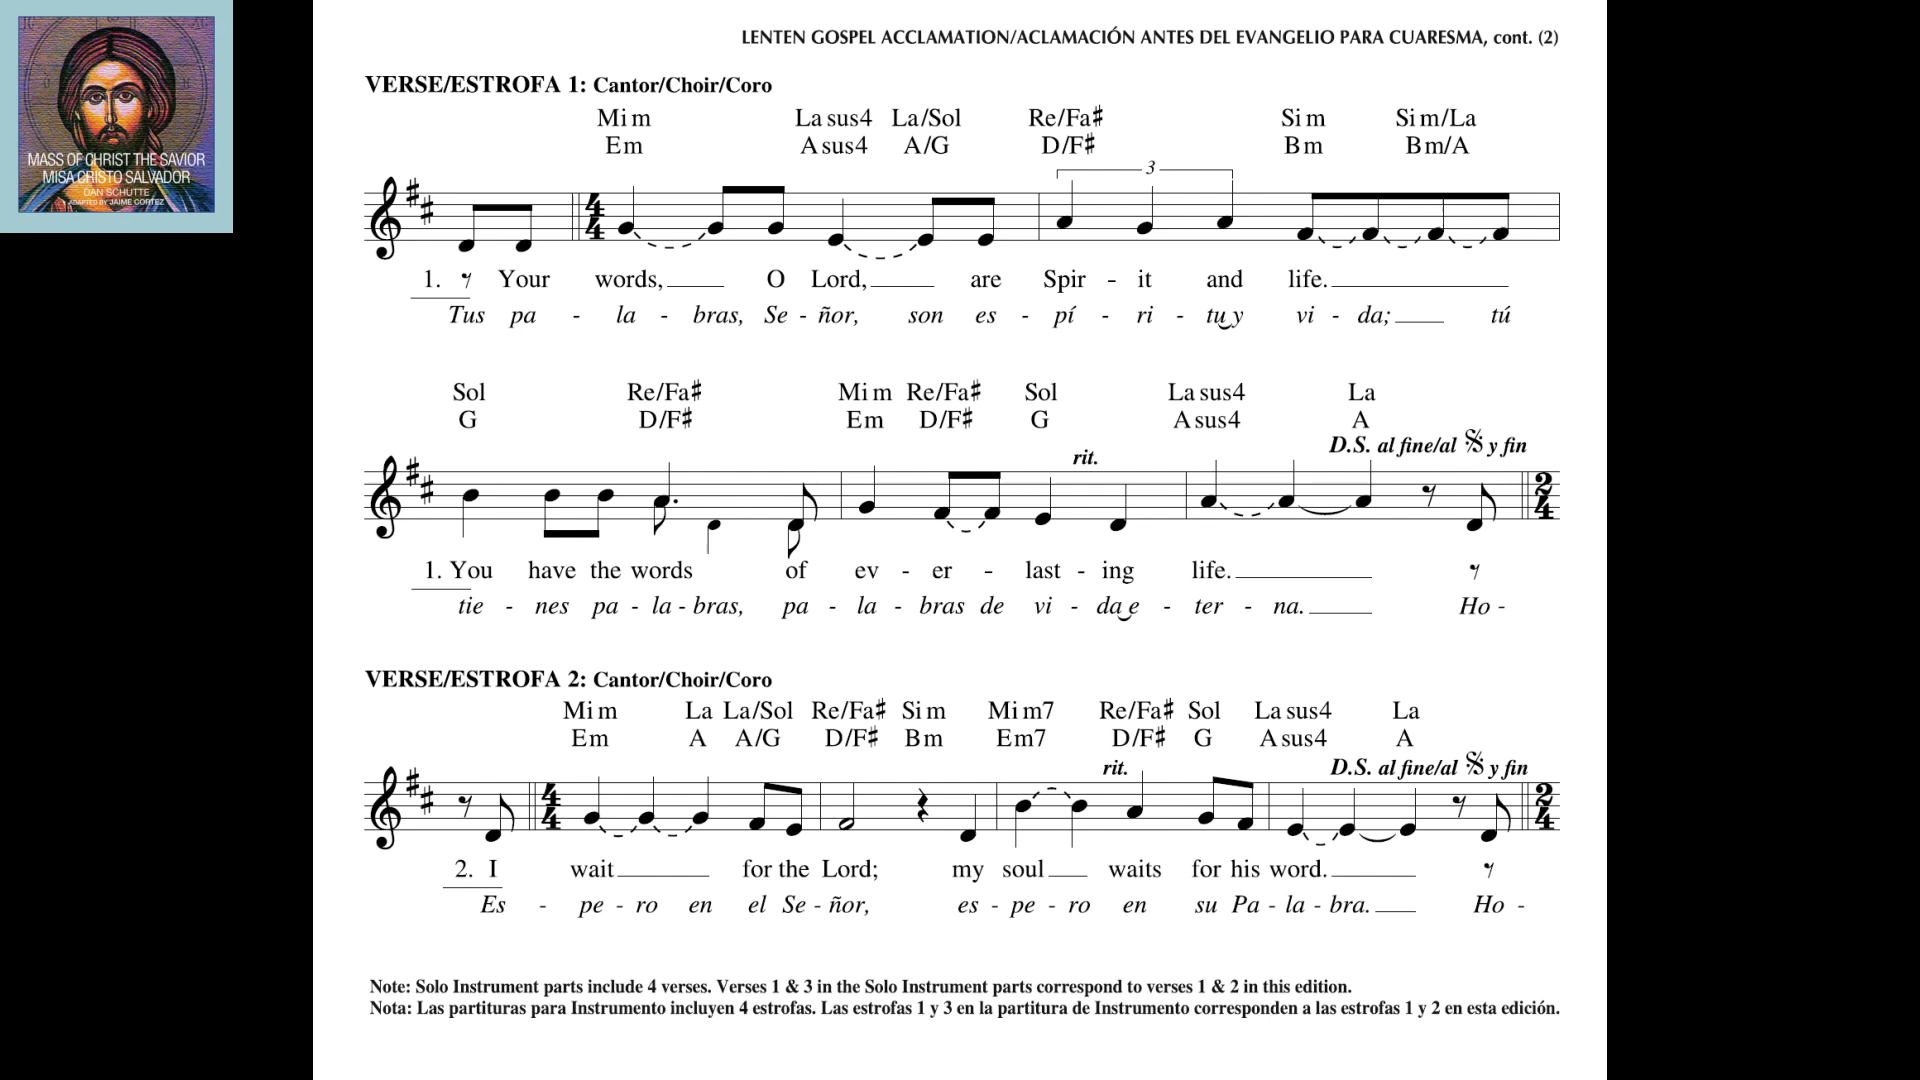 MASS OF CHRIST THE SAVIOR
MISA CRISTO SALVADOR
DAN SCHUTTE
ADAPTED BY JAIME CORTEZ
LENTEN GOSPEL ACCLAMATION/ACLAMACIÓN ANTES DEL EVANGELIO PARA CUARESMA, cont. (2)
VERSE/ESTROFA 1: Cantor/Choir/Coro
Mi m La sus4 La/Sol Re/Fa♯ Si m Si m/La
Em A sus4 A/G D/F♯ Bm Bm/A
3
4
4
1. Your words, O Lord, are Spir - it and life.
Tus pa - la - bras, Se - ñor, son es - pí - ri - tu y vi - da; tú
Sol Re/Fa♯ Mi m Re/Fa♯ Sol La sus4 La
G D/F♯ Em D/F♯ G A sus4 A
rit. D.S. al fine/al 𝄋 y fin
2
4
1. You have the words of ev - er - last - ing life.
tie - nes pa - la - bras, pa - la - bras de vi - da e - ter - na. Ho -
VERSE/ESTROFA 2: Cantor/Choir/Coro
Mi m La La/Sol Re/Fa♯ Si m Mi m7 Re/Fa♯ Sol La sus4 La
Em A A/G D/F♯ Bm Em7 D/F♯ G A sus4 A
rit. D.S. al fine/al 𝄋 y fin
4
4
2
4
2. I wait for the Lord; my soul waits for his word.
Es - pe - ro en el Se - ñor, es - pe - ro en su Pa - la - bra. Ho -
Note: Solo Instrument parts include 4 verses. Verses 1 & 3 in the Solo Instrument parts correspond to verses 1 & 2 in this edition.
Nota: Las partituras para Instrumento incluyen 4 estrofas. Las estrofas 1 y 3 en la partitura de Instrumento corresponden a las estrofas 1 y 2 en esta edición.